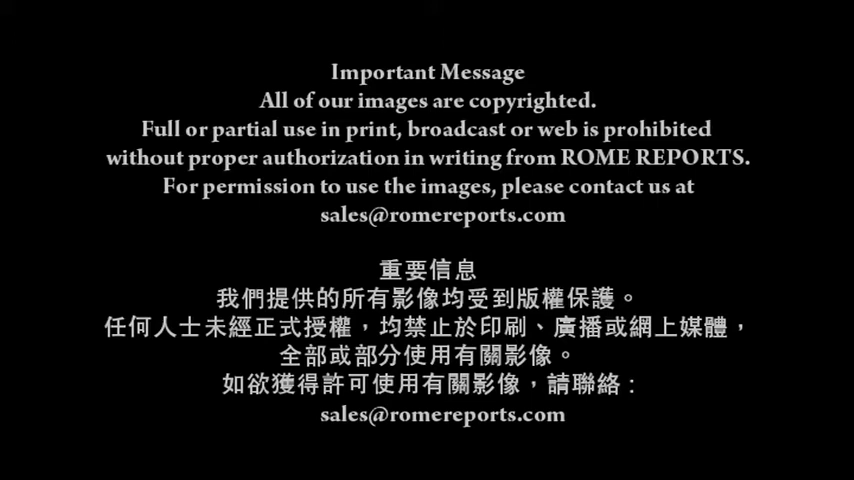 Important Message
All of our images are copyrighted.
Full or partial use in print, broadcast or web is prohibited
without proper authorization in writing from ROME REPORTS.
For permission to use the images, please contact us at
sales@romereports.com
重要信息
我們提供的所有影像均受到版權保護。
任何人士未經正式授權，均禁止於印刷、廣播或網上媒體，
全部或部分使用有關影像。
如欲獲得許可使用有關影像，請聯絡：
sales@romereports.com